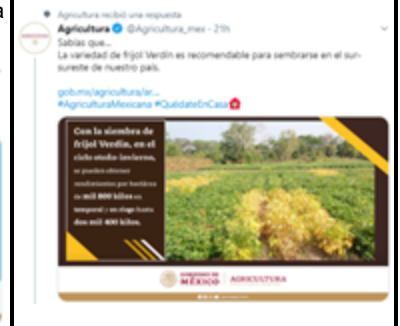 a
Agricultura recibió una respuesta
Agricultura @Agricultura_mex · 21h
Sabías que...
La variedad de frijol Verdín es recomendable para sembrarse en el sur-
sureste de nuestro país.
gob.mx/agricultura/ar...
#AgriculturaMexicana #QuédateEnCasa
Con la siembra de
frijol Verdín, en el
ciclo otoño-invierno,
se pueden obtener
rendimientos por hectárea
de mil 800 kilos en
temporal y en riego hasta
dos mil 400 kilos.
GOBIERNO DE
MÉXICO AGRICULTURA